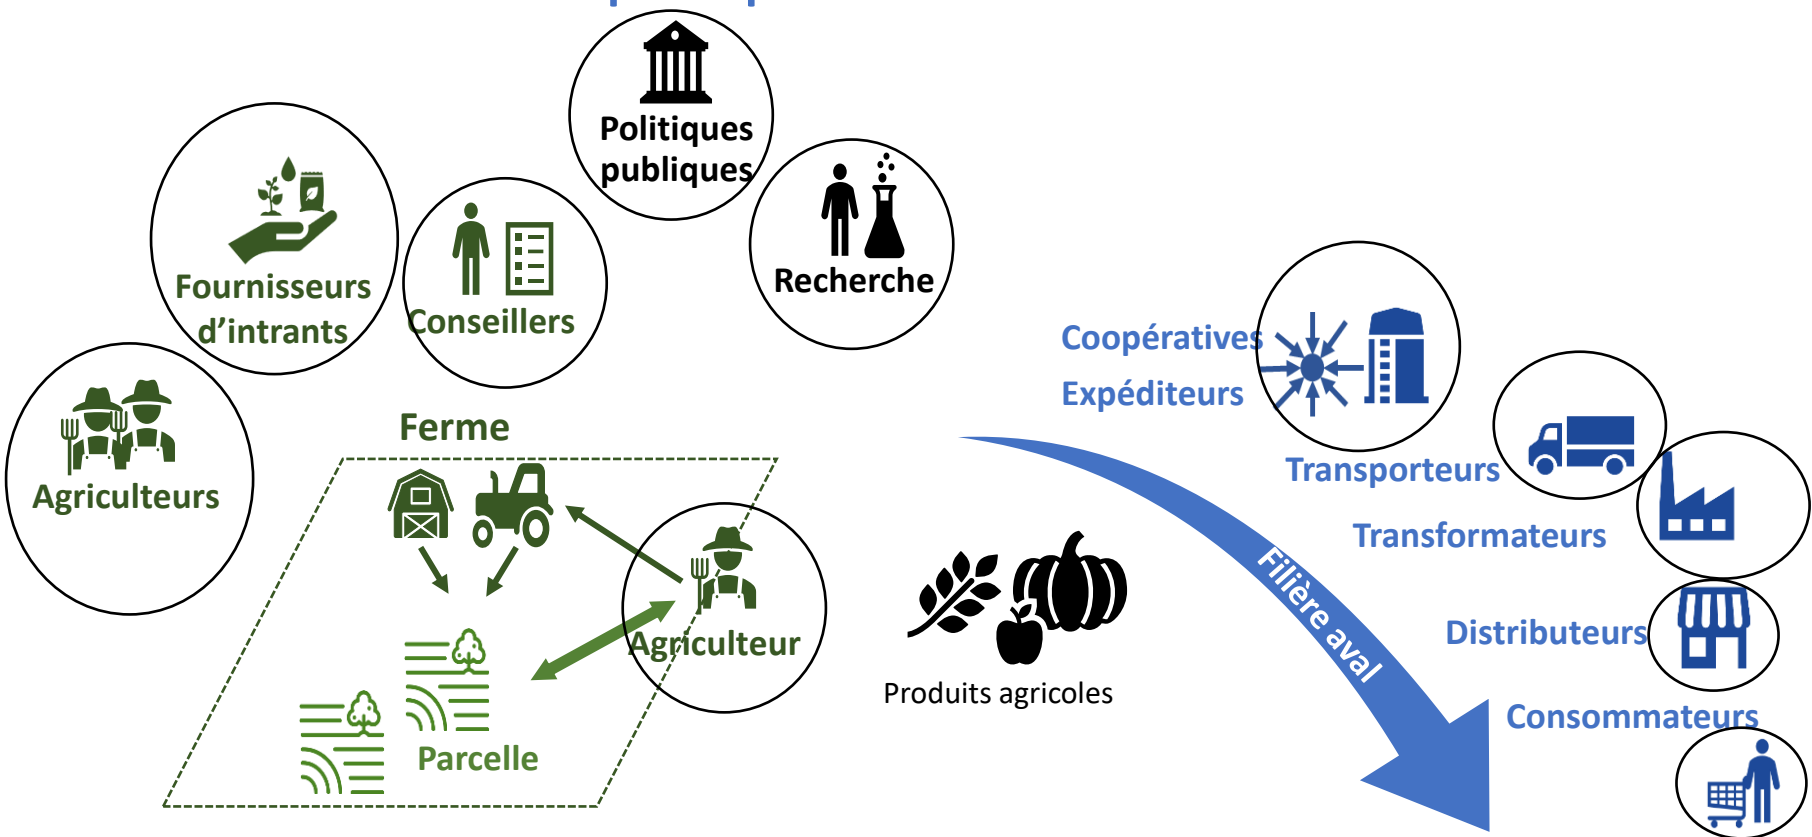 Politiques
publiques
Recherche
Fournisseurs
d’intrants
Conseillers
Agriculteurs
Ferme
Agriculteur
Parcelle
Produits agricoles
Filière aval
Coopératives
Expéditeurs
Transporteurs
Transformateurs
Distributeurs
Consommateurs